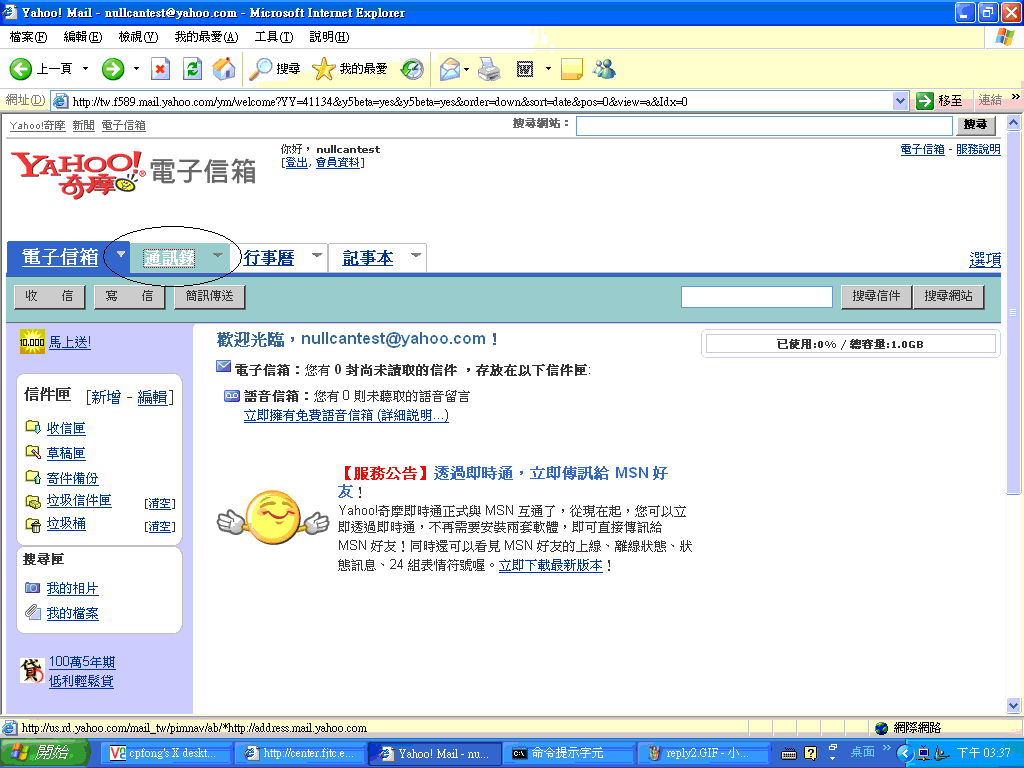 Yahoo! Mail - nullcantest@yahoo.com - Microsoft Internet Explorer
檔案(F) 編輯(E) 檢視(V) 我的最愛(A) 工具(T) 說明(H)
上一頁 搜尋 我的最愛
網址(D) http://tw.f589.mail.yahoo.com/ym/welcome?YY=41134&y5beta=yes&y5beta=yes&order=down&sort=date&pos=0&view=a&Idx=0 移至 連結 »
Yahoo!奇摩 新聞 電子信箱 搜尋網站： 搜尋
YAHOO! 奇摩 電子信箱
你好， nullcantest
[登出, 會員資料]
電子信箱 - 服務說明
電子信箱 通訊錄 行事曆 記事本 選項
收 信 寫 信 簡訊傳送 搜尋信件 搜尋網站
10,000 馬上送!
歡迎光臨，nullcantest@yahoo.com！
已使用:0% / 總容量:1.0GB
電子信箱：您有 0 封尚未讀取的信件 ，存放在以下信件匣:
語音信箱：您有 0 則未聽取的語音留言
立即擁有免費語音信箱 (詳細說明...)
信件匣 [新增 - 編輯]
收信匣
草稿匣
寄件備份
垃圾信件匣 [清空]
垃圾桶 [清空]
搜尋匣
我的相片
我的檔案
貸 100萬5年期
低利輕鬆貸
【服務公告】透過即時通，立即傳訊給 MSN 好
友！
Yahoo!奇摩即時通正式與 MSN 互通了，從現在起，您可以立
即透過即時通，不再需要安裝兩套軟體，即可直接傳訊給
MSN 好友！同時還可以看見 MSN 好友的上線、離線狀態、狀
態訊息、24 組表情符號喔。立即下載最新版本！
http://us.rd.yahoo.com/mail_tw/pimnav/ab/*http://address.mail.yahoo.com 網際網路
開始 cpfong's X deskt... http://center.fjtc.e... Yahoo! Mail - nu... 命令提示字元 reply2.GIF - 小... 桌面 » 下午 03:37